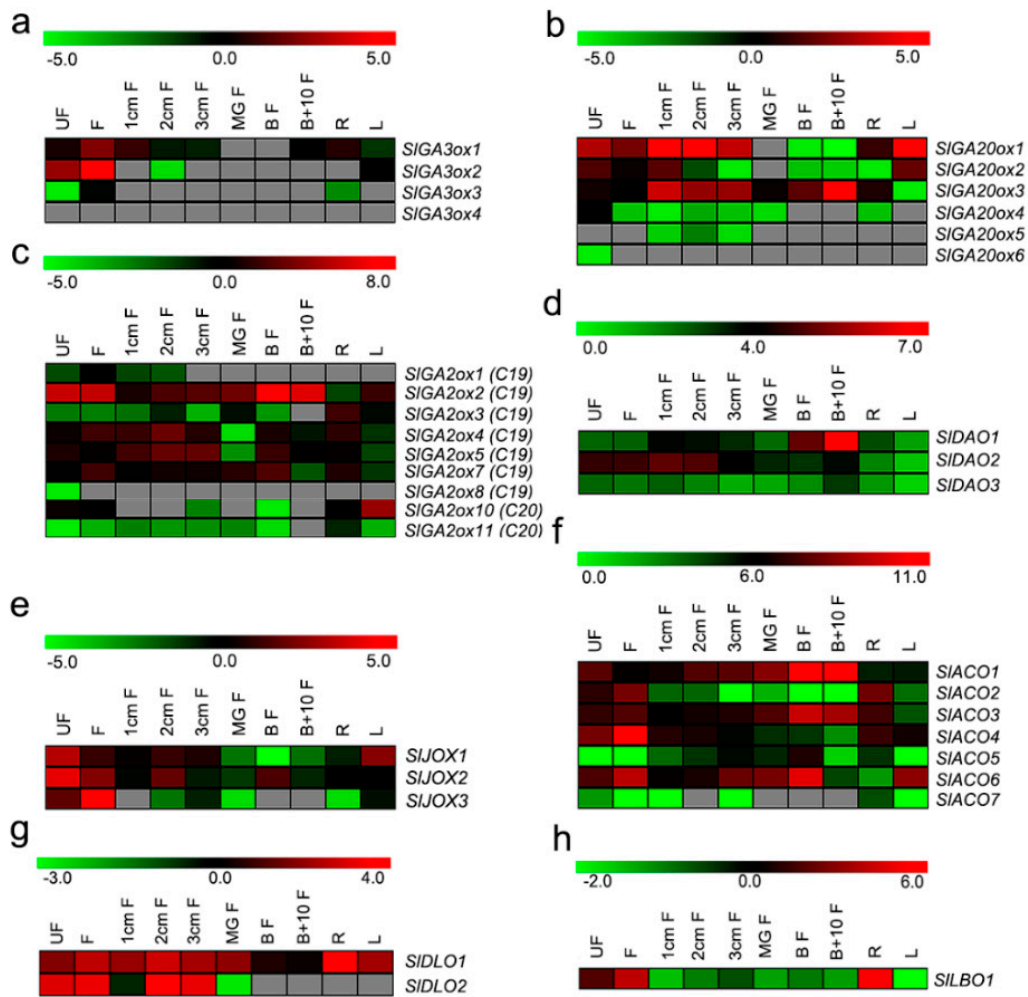 a
-5.0 0.0 5.0
UF F 1cm F 2cm F 3cm F MG F B F B+10 F R L
SlGA3ox1
SlGA3ox2
SlGA3ox3
SlGA3ox4
b
-5.0 0.0 5.0
UF F 1cm F 2cm F 3cm F MG F B F B+10 F R L
SlGA20ox1
SlGA20ox2
SlGA20ox3
SlGA20ox4
SlGA20ox5
SlGA20ox6
c
-5.0 8.0
UF F 1cm F 2cm F 3cm F MG F B F B+10 F R L
SlGA2ox1 (C19)
SlGA2ox2 (C19)
SlGA2ox3 (C19)
SlGA2ox4 (C19)
SlGA2ox5 (C19)
SlGA2ox7 (C19)
SlGA2ox8 (C19)
SlGA2ox10 (C20)
SlGA2ox11 (C20)
d
0.0 4.0 7.0
UF F 1cm F 2cm F 3cm F MG F B F B+10 F R L
SlDAO1
SlDAO2
SlDAO3
e
-5.0 0.0 5.0
UF F 1cm F 2cm F 3cm F MG F B F B+10 F R L
SlJOX1
SlJOX2
SlJOX3
f
0.0 6.0 11.0
UF F 1cm F 2cm F 3cm F MG F B F B+10 F R L
SlACO1
SlACO2
SlACO3
SlACO4
SlACO5
SlACO6
SlACO7
g
-3.0 0.0 4.0
UF F 1cm F 2cm F 3cm F MG F B F B+10 F R L
SlDLO1
SlDLO2
h
-2.0 0.0 6.0
UF F 1cm F 2cm F 3cm F MG F B F B+10 F R L
SlLBO1